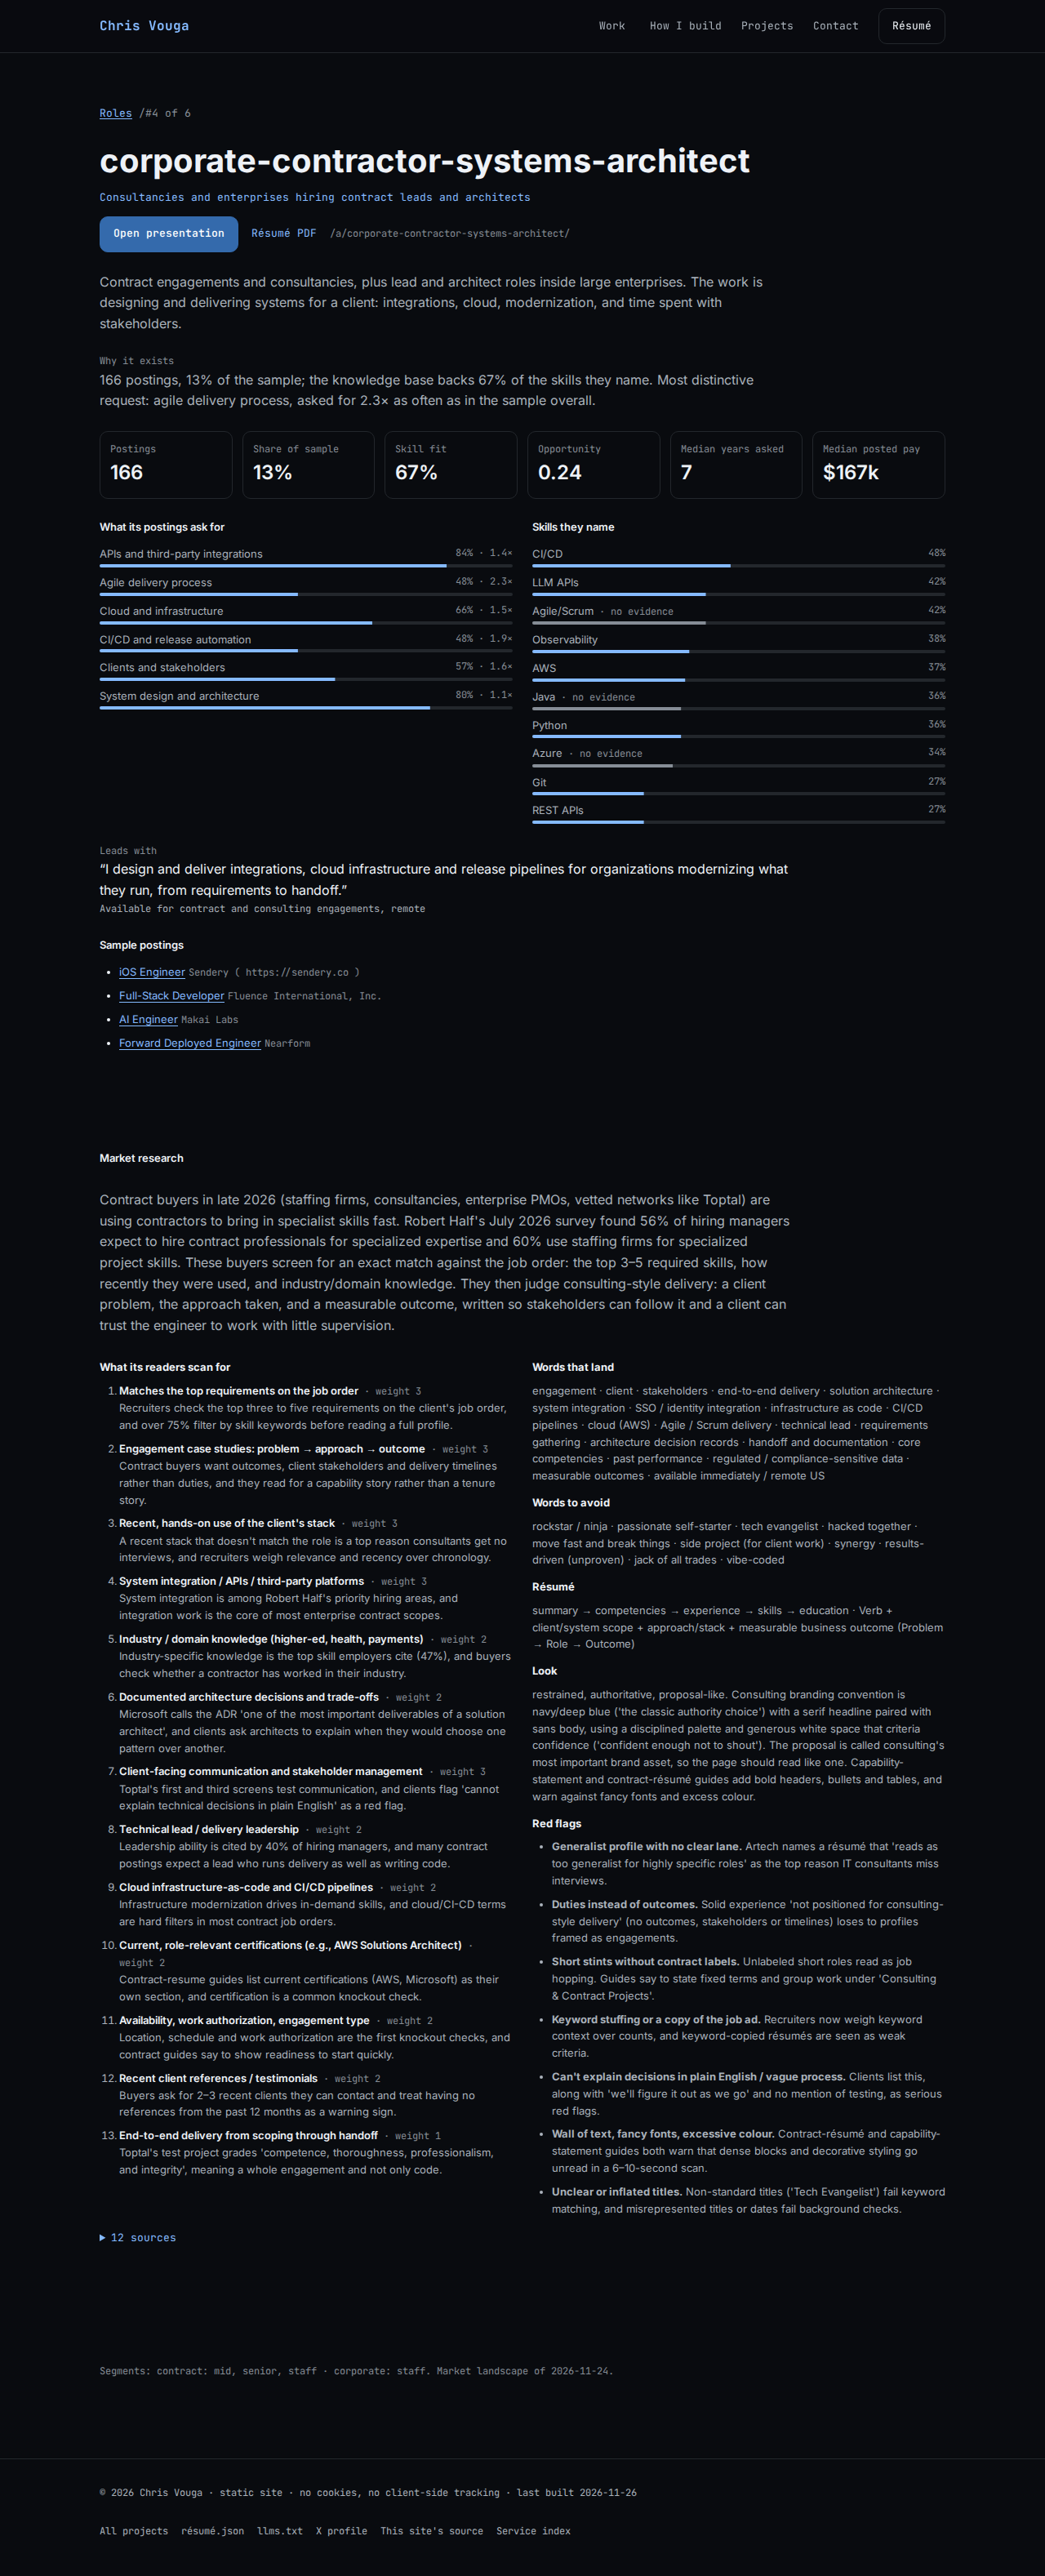 Chris Vouga
Work How I build Projects Contact Résumé
Roles /#4 of 6
corporate-contractor-systems-architect
Consultancies and enterprises hiring contract leads and architects
Open presentation Résumé PDF /a/corporate-contractor-systems-architect/
Contract engagements and consultancies, plus lead and architect roles inside large enterprises. The work is
designing and delivering systems for a client: integrations, cloud, modernization, and time spent with
stakeholders.
Why it exists
166 postings, 13% of the sample; the knowledge base backs 67% of the skills they name. Most distinctive
request: agile delivery process, asked for 2.3× as often as in the sample overall.
Postings
166
Share of sample
13%
Skill fit
67%
Opportunity
0.24
Median years asked
7
Median posted pay
$167k
What its postings ask for
APIs and third-party integrations 84% · 1.4×
Agile delivery process 48% · 2.3×
Cloud and infrastructure 66% · 1.5×
CI/CD and release automation 48% · 1.9×
Clients and stakeholders 57% · 1.6×
System design and architecture 80% · 1.1×
Skills they name
CI/CD 48%
LLM APIs 42%
Agile/Scrum · no evidence 42%
Observability 38%
AWS 37%
Java · no evidence 36%
Python 36%
Azure · no evidence 34%
Git 27%
REST APIs 27%
Leads with
“I design and deliver integrations, cloud infrastructure and release pipelines for organizations modernizing what
they run, from requirements to handoff.”
Available for contract and consulting engagements, remote
Sample postings
• iOS Engineer Sendery ( https://sendery.co )
• Full-Stack Developer Fluence International, Inc.
• AI Engineer Makai Labs
• Forward Deployed Engineer Nearform
Market research
Contract buyers in late 2026 (staffing firms, consultancies, enterprise PMOs, vetted networks like Toptal) are
using contractors to bring in specialist skills fast. Robert Half's July 2026 survey found 56% of hiring managers
expect to hire contract professionals for specialized expertise and 60% use staffing firms for specialized
project skills. These buyers screen for an exact match against the job order: the top 3–5 required skills, how
recently they were used, and industry/domain knowledge. They then judge consulting-style delivery: a client
problem, the approach taken, and a measurable outcome, written so stakeholders can follow it and a client can
trust the engineer to work with little supervision.
What its readers scan for
1. Matches the top requirements on the job order · weight 3
Recruiters check the top three to five requirements on the client's job order,
and over 75% filter by skill keywords before reading a full profile.
2. Engagement case studies: problem → approach → outcome · weight 3
Contract buyers want outcomes, client stakeholders and delivery timelines
rather than duties, and they read for a capability story rather than a tenure
story.
3. Recent, hands-on use of the client's stack · weight 3
A recent stack that doesn't match the role is a top reason consultants get no
interviews, and recruiters weigh relevance and recency over chronology.
4. System integration / APIs / third-party platforms · weight 3
System integration is among Robert Half's priority hiring areas, and
integration work is the core of most enterprise contract scopes.
5. Industry / domain knowledge (higher-ed, health, payments) · weight 2
Industry-specific knowledge is the top skill employers cite (47%), and buyers
check whether a contractor has worked in their industry.
6. Documented architecture decisions and trade-offs · weight 2
Microsoft calls the ADR 'one of the most important deliverables of a solution
architect', and clients ask architects to explain when they would choose one
pattern over another.
7. Client-facing communication and stakeholder management · weight 3
Toptal's first and third screens test communication, and clients flag 'cannot
explain technical decisions in plain English' as a red flag.
8. Technical lead / delivery leadership · weight 2
Leadership ability is cited by 40% of hiring managers, and many contract
postings expect a lead who runs delivery as well as writing code.
9. Cloud infrastructure-as-code and CI/CD pipelines · weight 2
Infrastructure modernization drives in-demand skills, and cloud/CI-CD terms
are hard filters in most contract job orders.
10. Current, role-relevant certifications (e.g., AWS Solutions Architect) ·
weight 2
Contract-resume guides list current certifications (AWS, Microsoft) as their
own section, and certification is a common knockout check.
11. Availability, work authorization, engagement type · weight 2
Location, schedule and work authorization are the first knockout checks, and
contract guides say to show readiness to start quickly.
12. Recent client references / testimonials · weight 2
Buyers ask for 2–3 recent clients they can contact and treat having no
references from the past 12 months as a warning sign.
13. End-to-end delivery from scoping through handoff · weight 1
Toptal's test project grades 'competence, thoroughness, professionalism,
and integrity', meaning a whole engagement and not only code.
Words that land
engagement · client · stakeholders · end-to-end delivery · solution architecture ·
system integration · SSO / identity integration · infrastructure as code · CI/CD
pipelines · cloud (AWS) · Agile / Scrum delivery · technical lead · requirements
gathering · architecture decision records · handoff and documentation · core
competencies · past performance · regulated / compliance-sensitive data ·
measurable outcomes · available immediately / remote US
Words to avoid
rockstar / ninja · passionate self-starter · tech evangelist · hacked together ·
move fast and break things · side project (for client work) · synergy · results-
driven (unproven) · jack of all trades · vibe-coded
Résumé
summary → competencies → experience → skills → education · Verb +
client/system scope + approach/stack + measurable business outcome (Problem
→ Role → Outcome)
Look
restrained, authoritative, proposal-like. Consulting branding convention is
navy/deep blue ('the classic authority choice') with a serif headline paired with
sans body, using a disciplined palette and generous white space that criteria
confidence ('confident enough not to shout'). The proposal is called consulting's
most important brand asset, so the page should read like one. Capability-
statement and contract-résumé guides add bold headers, bullets and tables, and
warn against fancy fonts and excess colour.
Red flags
• Generalist profile with no clear lane. Artech names a résumé that 'reads as
too generalist for highly specific roles' as the top reason IT consultants miss
interviews.
• Duties instead of outcomes. Solid experience 'not positioned for consulting-
style delivery' (no outcomes, stakeholders or timelines) loses to profiles
framed as engagements.
• Short stints without contract labels. Unlabeled short roles read as job
hopping. Guides say to state fixed terms and group work under 'Consulting
& Contract Projects'.
• Keyword stuffing or a copy of the job ad. Recruiters now weigh keyword
context over counts, and keyword-copied résumés are seen as weak
criteria.
• Can't explain decisions in plain English / vague process. Clients list this,
along with 'we'll figure it out as we go' and no mention of testing, as serious
red flags.
• Wall of text, fancy fonts, excessive colour. Contract-résumé and capability-
statement guides both warn that dense blocks and decorative styling go
unread in a 6–10-second scan.
• Unclear or inflated titles. Non-standard titles ('Tech Evangelist') fail keyword
matching, and misrepresented titles or dates fail background checks.
▶ 12 sources
Segments: contract: mid, senior, staff · corporate: staff. Market landscape of 2026-11-24.
© 2026 Chris Vouga · static site · no cookies, no client-side tracking · last built 2026-11-26
All projects résumé.json llms.txt X profile This site's source Service index